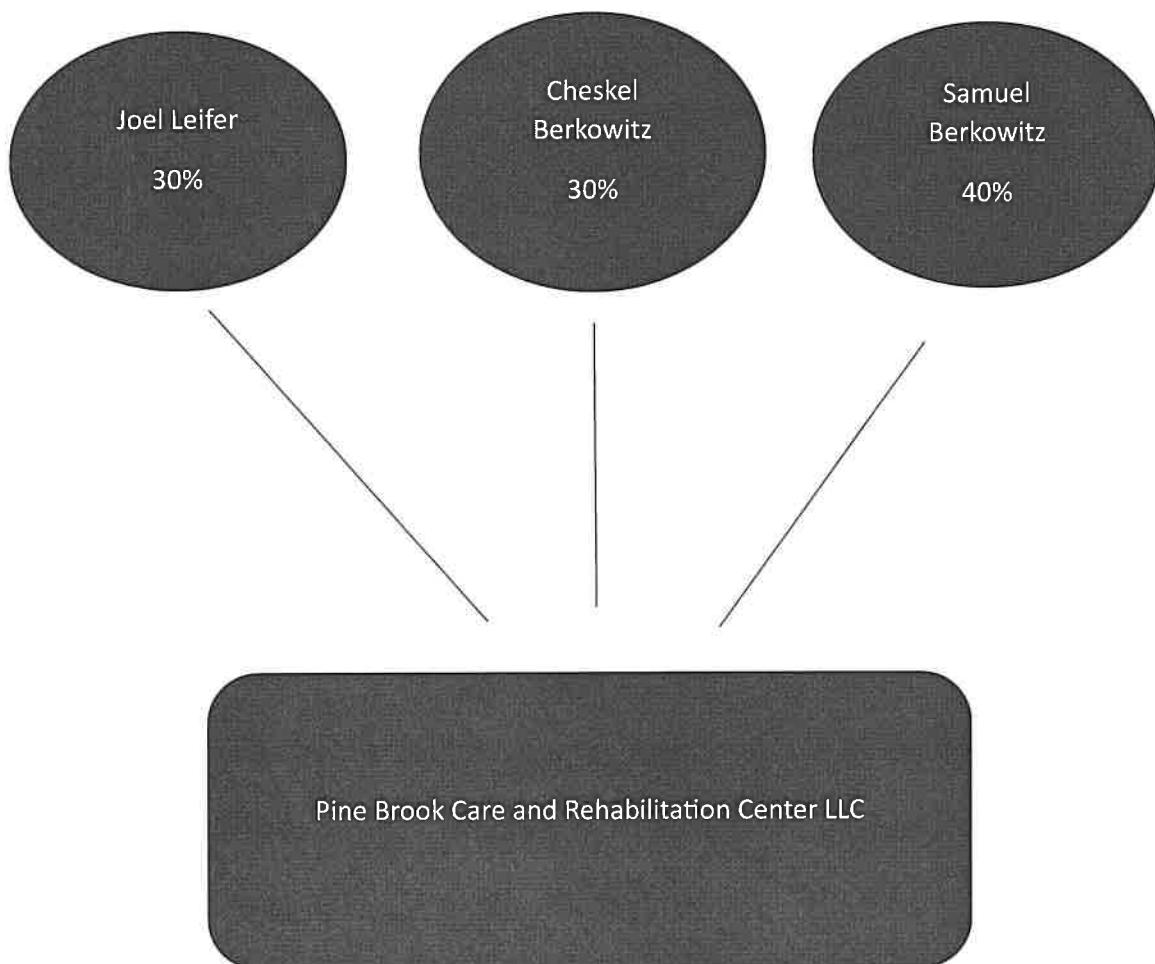 Joel Leifer
30%
Cheskel
Berkowitz
30%
Samuel
Berkowitz
40%
Pine Brook Care and Rehabilitation Center LLC